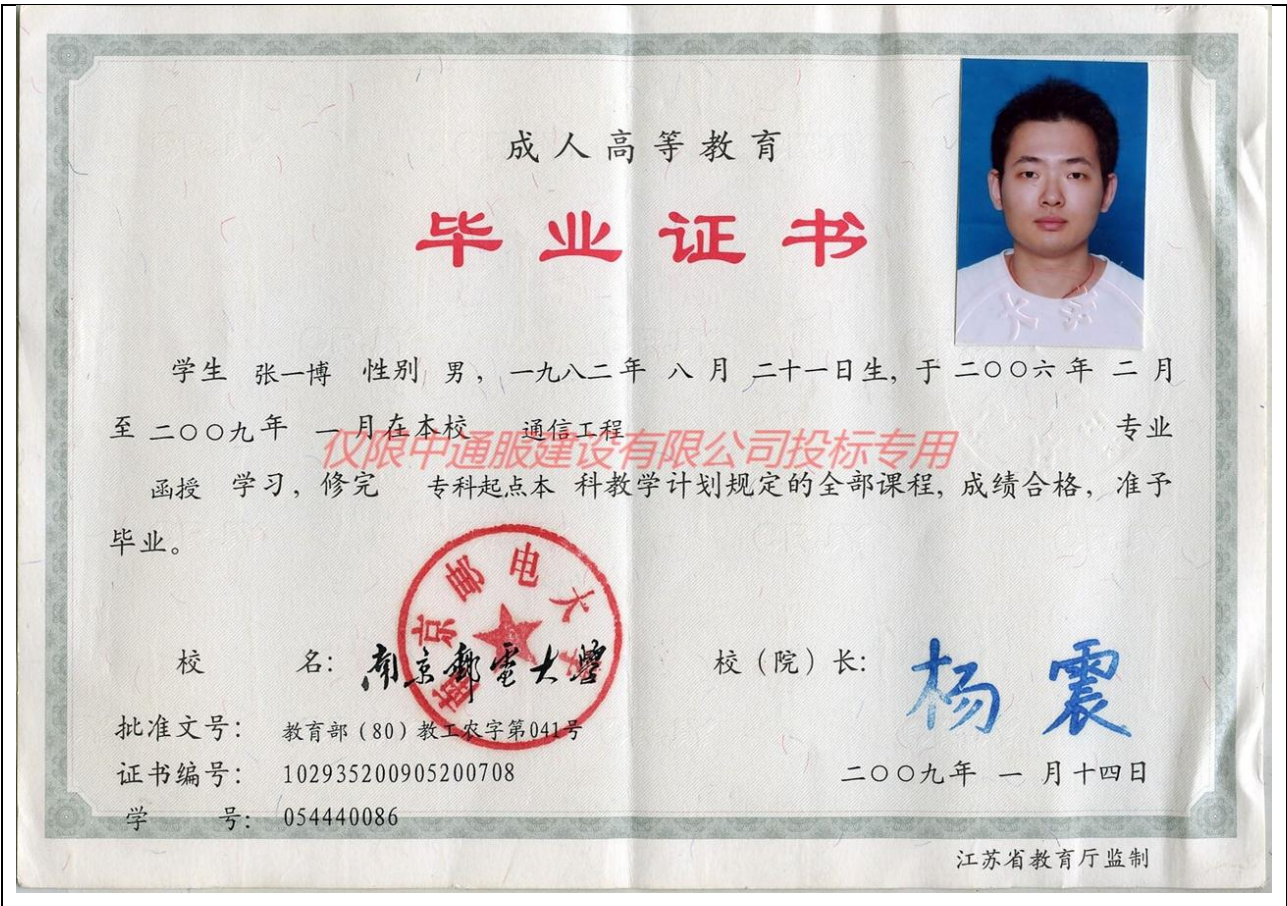 成人高等教育
毕业证书
学生 张一博 性别 男，一九八二年 八 月 二十一日生，于 二〇〇六 年 二 月
至 二〇〇九年 一 月在本校 通信工程 专业
仅限中通服建设有限公司投标专用
函授 学习，修完 专科起点本 科教学计划规定的全部课程，成绩合格，准予
毕业。
南京邮电大学
校 名：南京郵電大學
校（院）长：杨震
批准文号：教育部（80）教工农字第041号
证书编号：102935200905200708
二〇〇九年 一 月十四日
学 号：054440086
江苏省教育厅监制